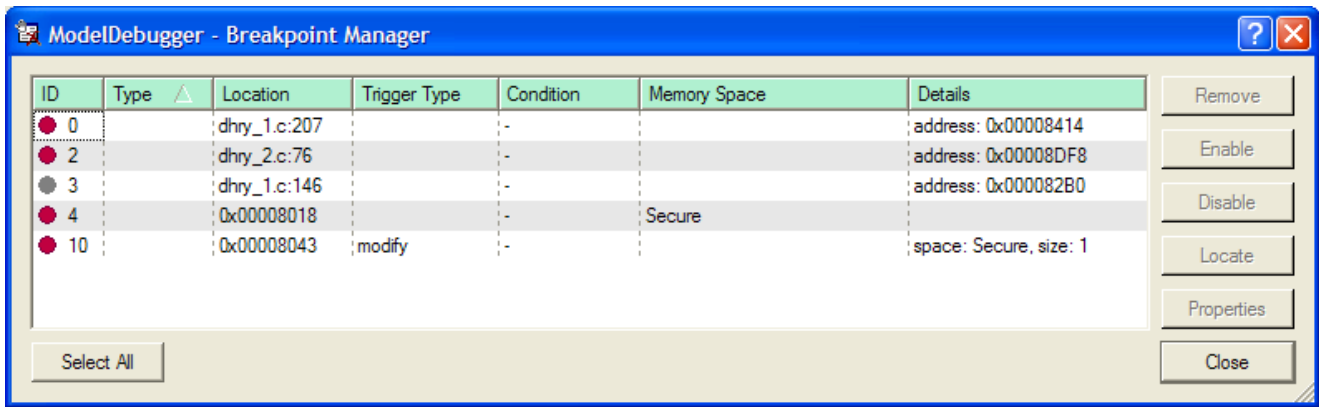 ModelDebugger - Breakpoint Manager
ID Type Location Trigger Type Condition Memory Space Details
0 dhry_1.c:207 - address: 0x00008414
2 dhry_2.c:76 - address: 0x00008DF8
3 dhry_1.c:146 - address: 0x000082B0
4 0x00008018 - Secure
10 0x00008043 modify - space: Secure, size: 1
Remove
Enable
Disable
Locate
Properties
Select All
Close